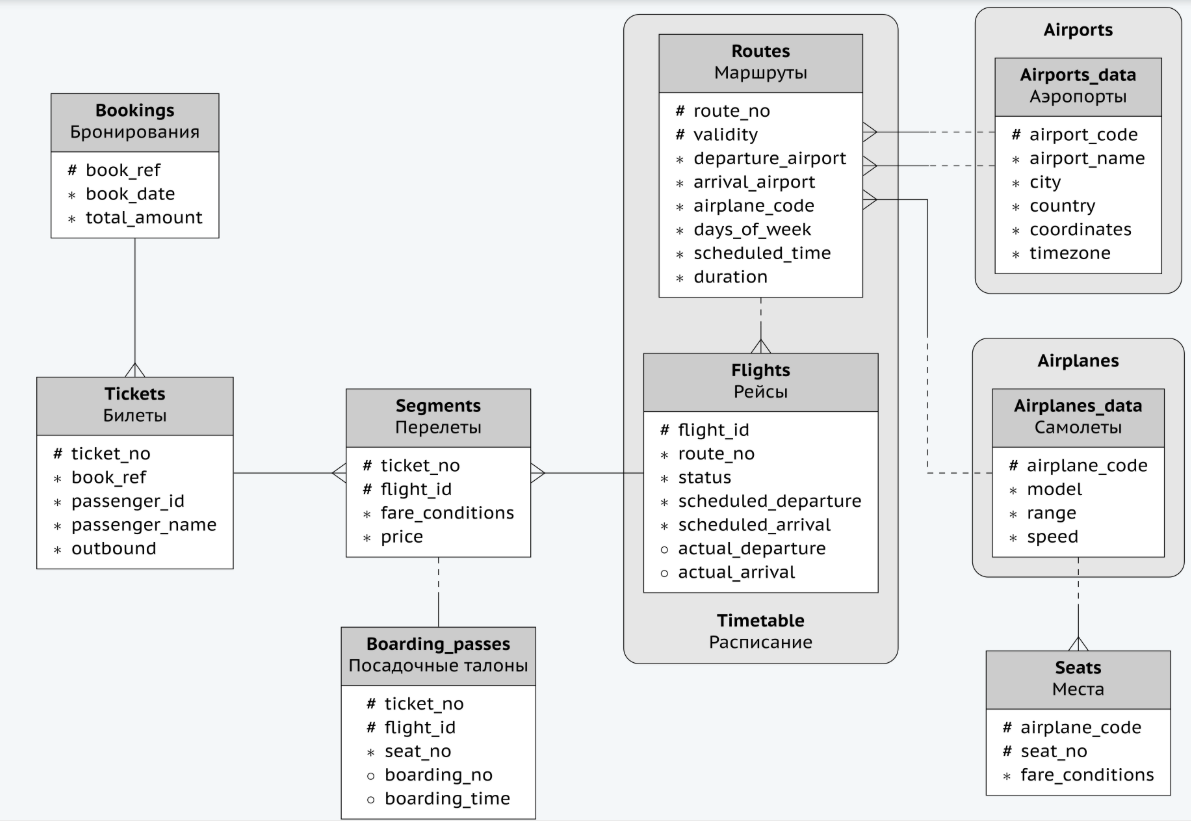 Bookings
Бронирования
# book_ref
* book_date
* total_amount
Tickets
Билеты
# ticket_no
* book_ref
* passenger_id
* passenger_name
* outbound
Segments
Перелеты
# ticket_no
# flight_id
* fare_conditions
* price
Boarding_passes
Посадочные талоны
# ticket_no
# flight_id
* seat_no
○ boarding_no
○ boarding_time
Routes
Маршруты
# route_no
# validity
* departure_airport
* arrival_airport
* airplane_code
* days_of_week
* scheduled_time
* duration
Flights
Рейсы
# flight_id
* route_no
* status
* scheduled_departure
* scheduled_arrival
○ actual_departure
○ actual_arrival
Timetable
Расписание
Airports
Airports_data
Аэропорты
# airport_code
* airport_name
* city
* country
* coordinates
* timezone
Airplanes
Airplanes_data
Самолеты
# airplane_code
* model
* range
* speed
Seats
Места
# airplane_code
# seat_no
* fare_conditions